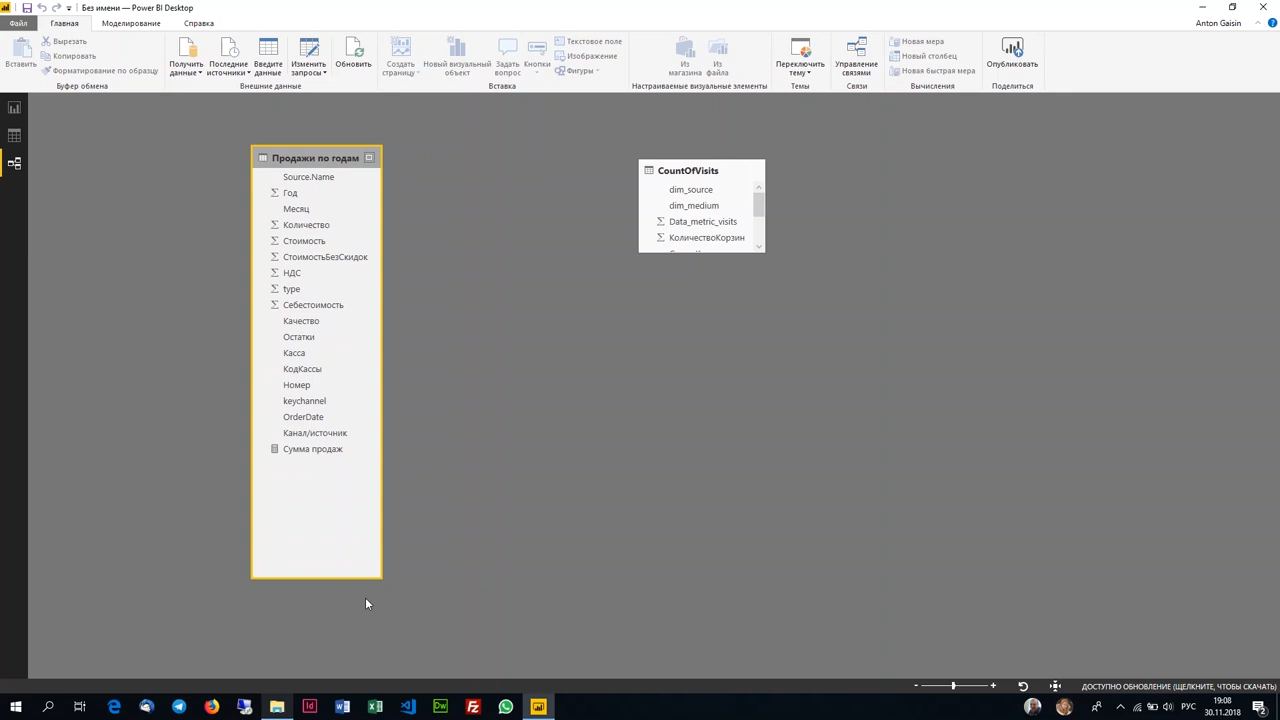 Без имени — Power BI Desktop
Файл
Главная
Моделирование
Справка
Anton Gaisin
Вставить
Вырезать
Копировать
Форматирование по образцу
Буфер обмена
Получить данные
Последние источники
Введите данные
Изменить запросы
Обновить
Внешние данные
Создать страницу
Новый визуальный объект
Задать вопрос
Кнопки
Текстовое поле
Изображение
Фигуры
Вставка
Из магазина
Из файла
Настраиваемые визуальные элементы
Переключить тему
Темы
Управление связями
Связи
Новая мера
Новый столбец
Новая быстрая мера
Вычисления
Опубликовать
Поделиться
Продажи по годам
Source.Name
Год
Месяц
Количество
Стоимость
СтоимостьБезСкидок
НДС
type
Себестоимость
Качество
Остатки
Касса
КодКассы
Номер
keychannel
OrderDate
Канал/источник
Сумма продаж
CountOfVisits
dim_source
dim_medium
Data_metric_visits
КоличествоКорзин
ДОСТУПНО ОБНОВЛЕНИЕ (ЩЕЛКНИТЕ, ЧТОБЫ СКАЧАТЬ)
РУС
19:08
30.11.2018